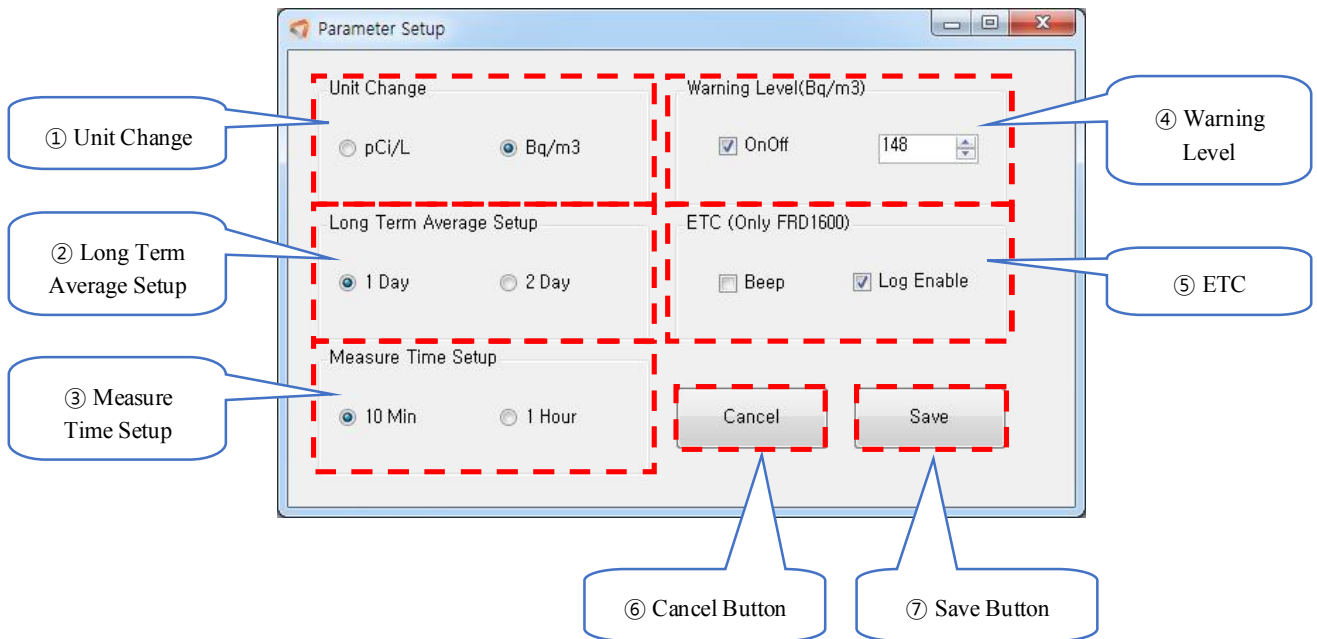 Parameter Setup
Unit Change
pCi/L
Bq/m3
Warning Level(Bq/m3)
OnOff
148
① Unit Change
④ Warning
Level
Long Term Average Setup
1 Day
2 Day
ETC (Only FRD1600)
Beep
Log Enable
② Long Term
Average Setup
⑤ ETC
Measure Time Setup
10 Min
1 Hour
Cancel
Save
③ Measure
Time Setup
⑥ Cancel Button
⑦ Save Button